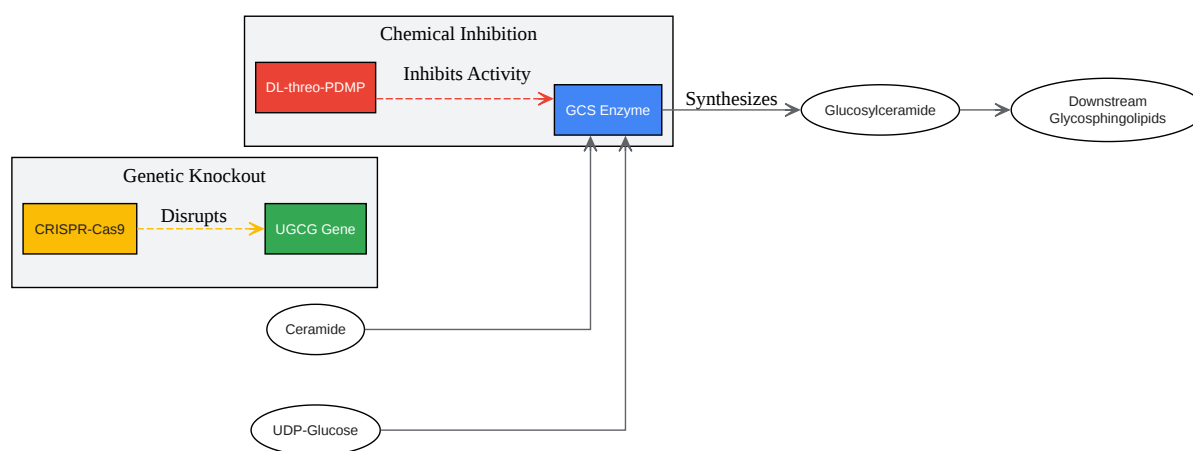 Chemical Inhibition
DL-threo-PDMP
Inhibits Activity
GCS Enzyme
Synthesizes
Glucosylceramide
Downstream
Glycosphingolipids
Genetic Knockout
CRISPR-Cas9
Disrupts
UGCG Gene
Ceramide
UDP-Glucose